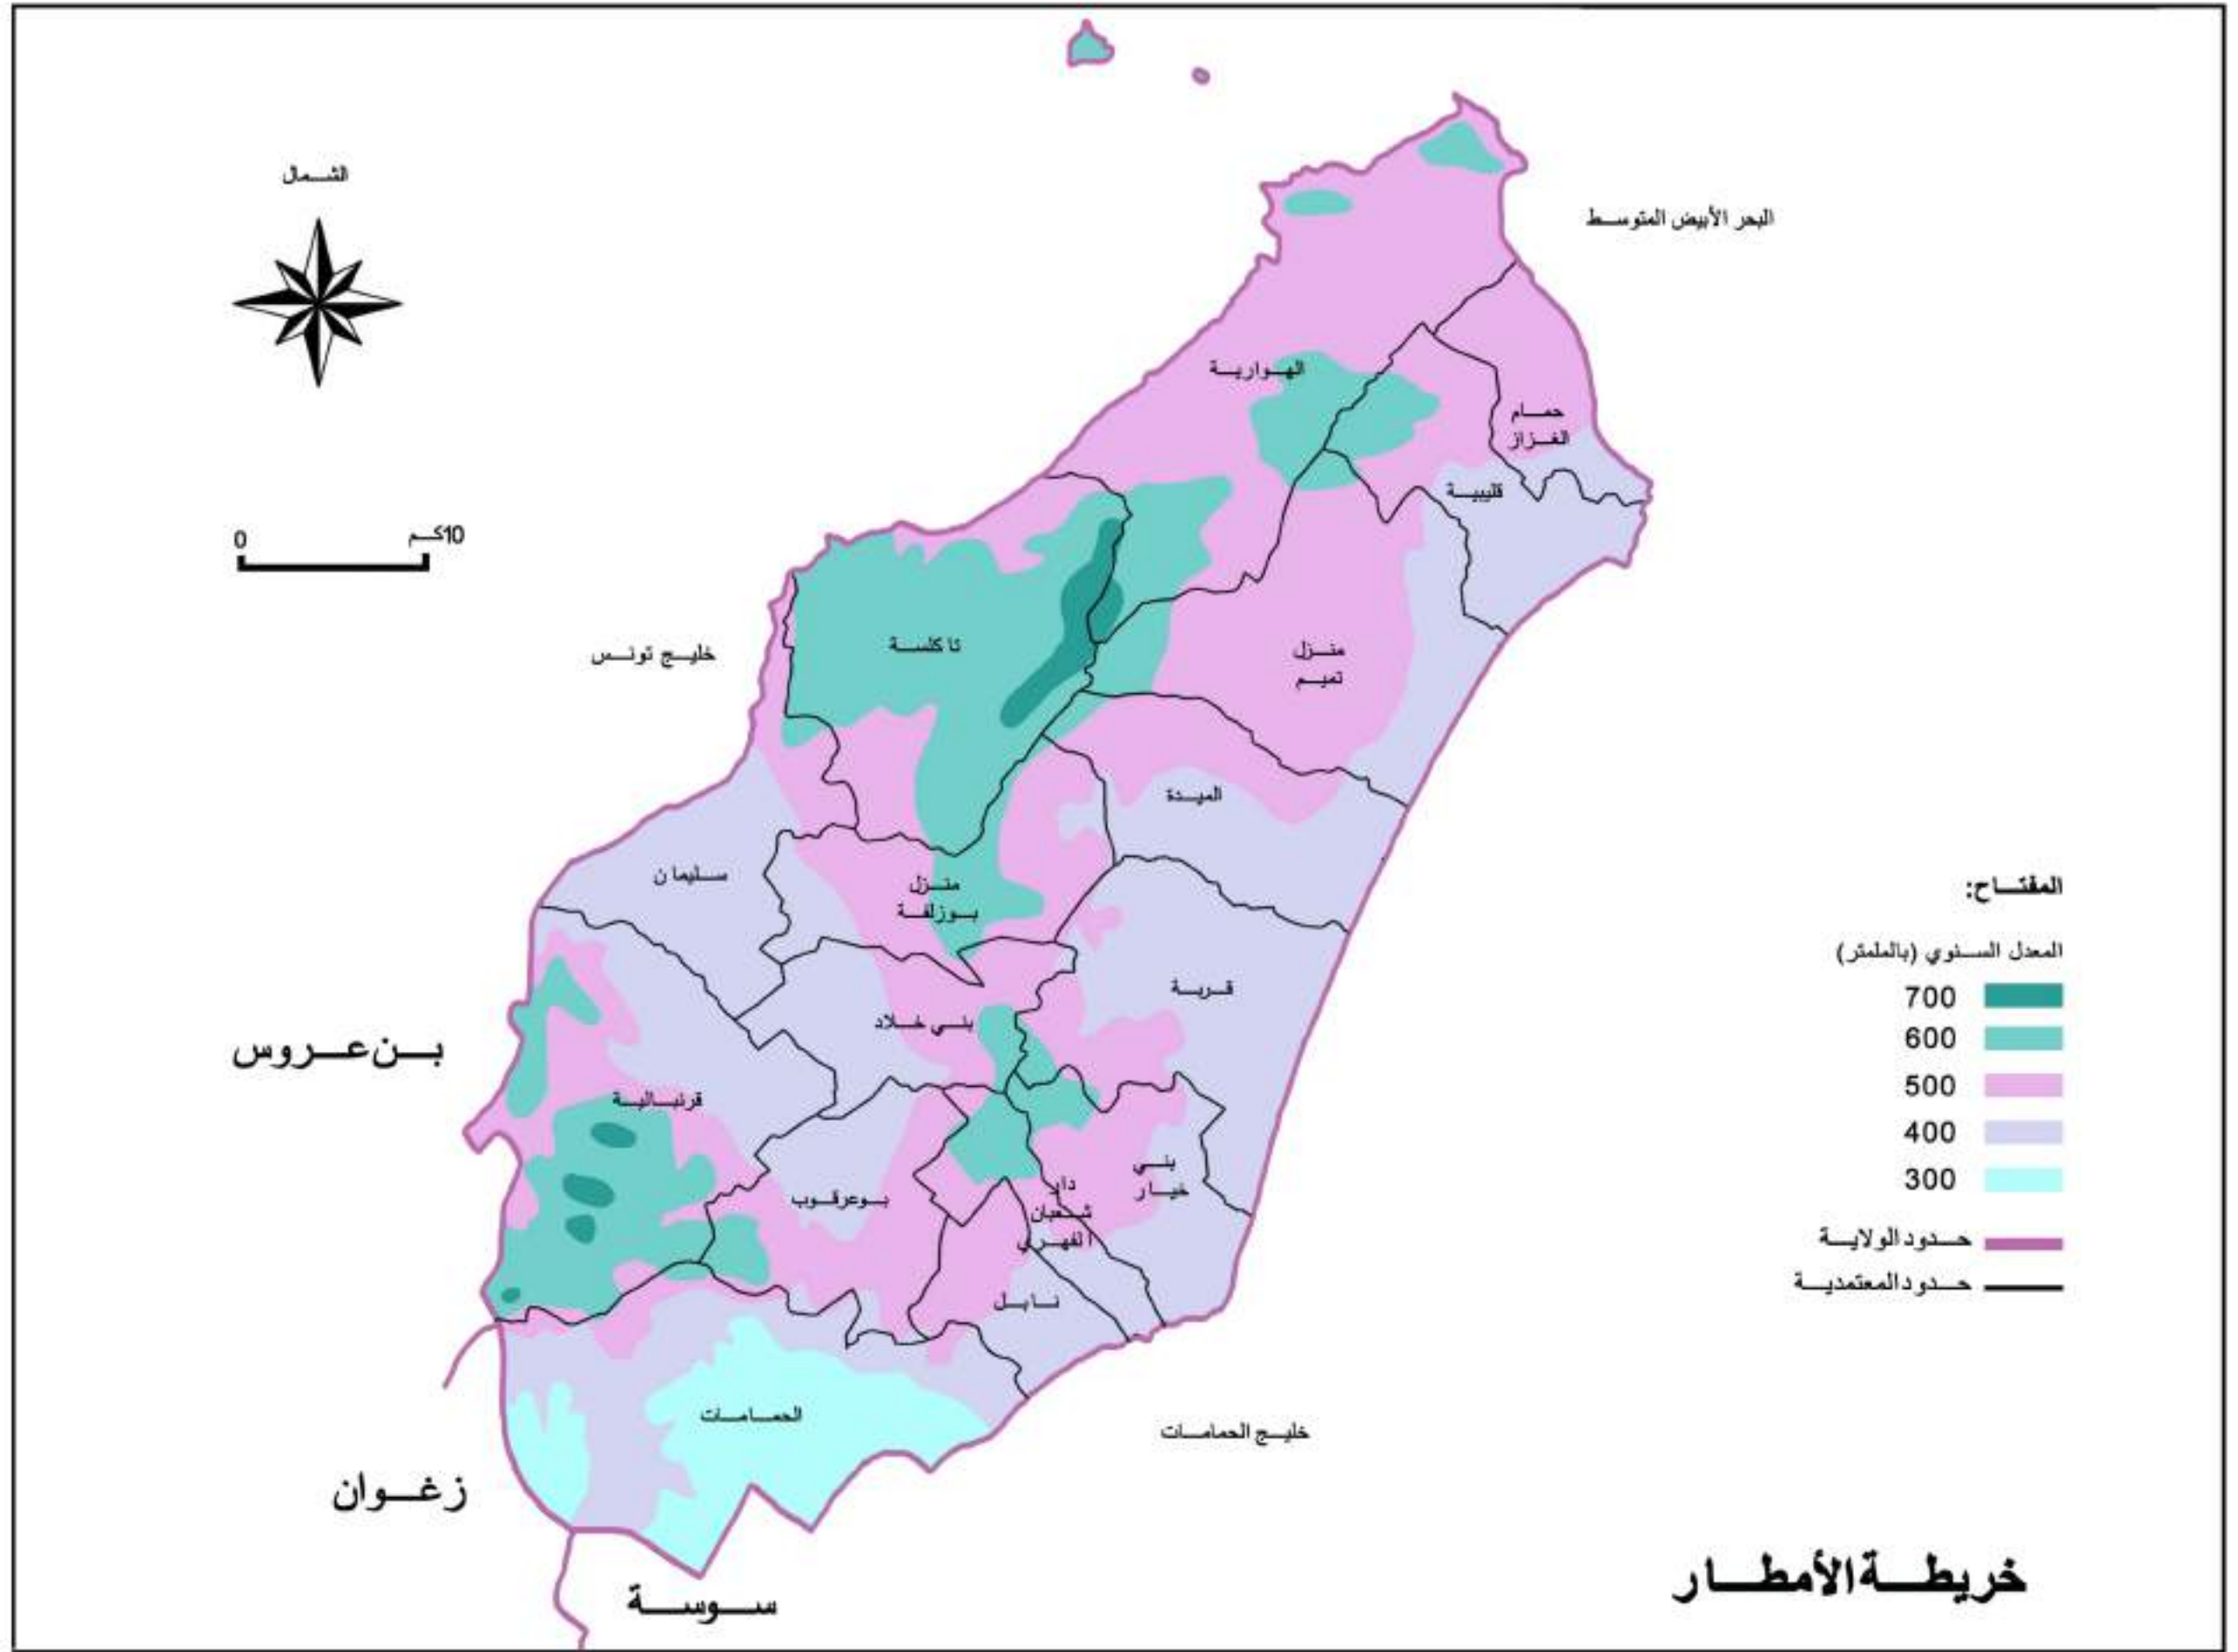 الشمال
البحر الأبيض المتوسط
الهوارية
حمام
الغزاز
قليبية
0
10كم
تاكلسة
خليج تونس
منزل
تميم
الميدة
سليمان
منزل
بوزلفة
المفتاح:
المعدل السنوي (بالملمتر)
700
600
500
400
300
حدود الولاية
حدود المعتمدية
قربة
بني خلاد
بن عروس
قرنبالية
بني
خيار
دار
شعبان
الفهري
بوعرقوب
نابل
الحمامات
خليج الحمامات
زغوان
سوسة
خريطة الأمطار